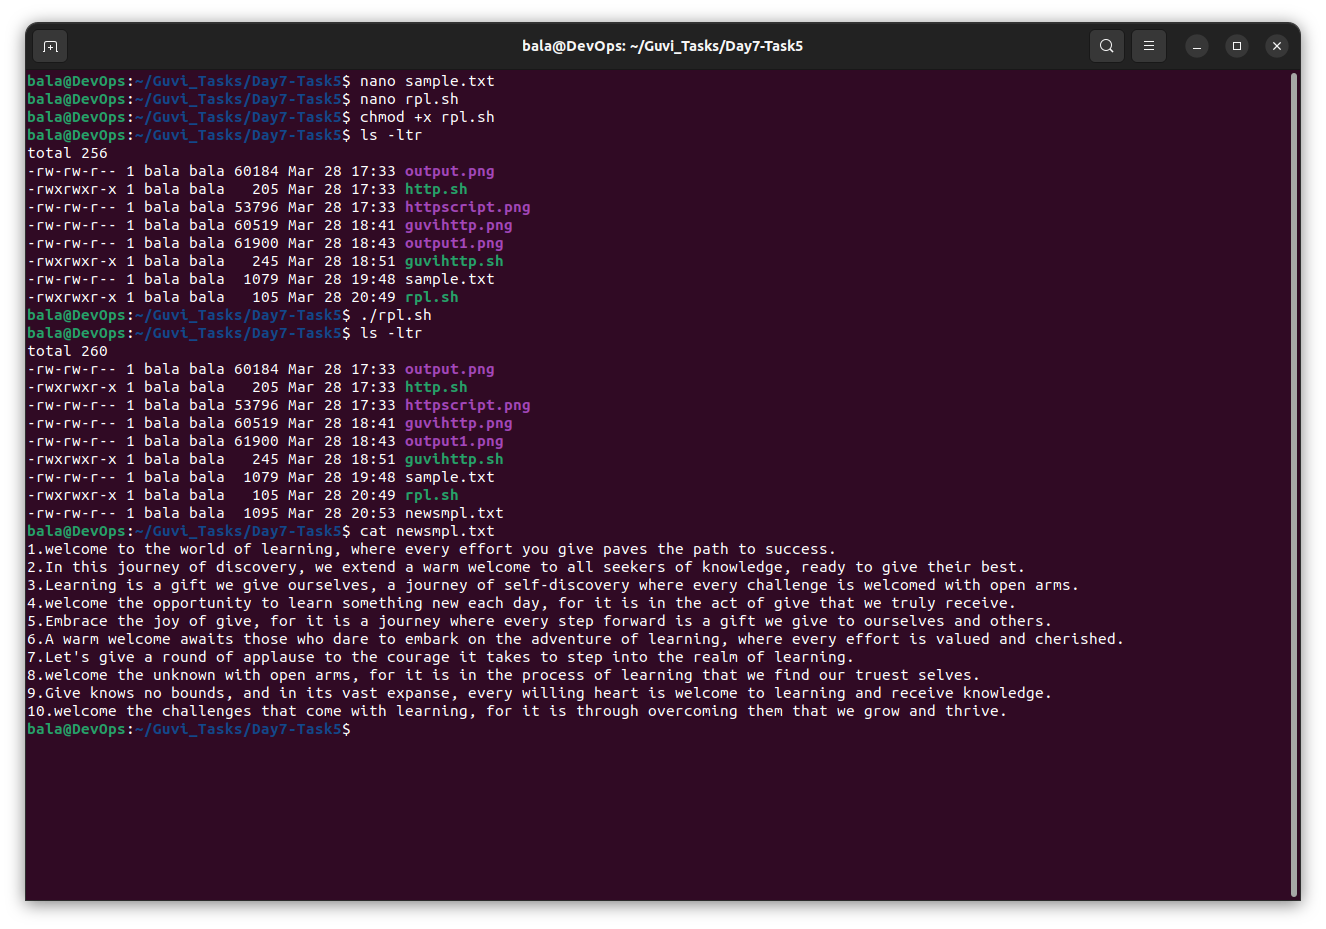 bala@DevOps: ~/Guvi_Tasks/Day7-Task5
bala@DevOps:~/Guvi_Tasks/Day7-Task5$ nano sample.txt
bala@DevOps:~/Guvi_Tasks/Day7-Task5$ nano rpl.sh
bala@DevOps:~/Guvi_Tasks/Day7-Task5$ chmod +x rpl.sh
bala@DevOps:~/Guvi_Tasks/Day7-Task5$ ls -ltr
total 256
-rw-rw-r-- 1 bala bala 60184 Mar 28 17:33 output.png
-rwxrwxr-x 1 bala bala   205 Mar 28 17:33 http.sh
-rw-rw-r-- 1 bala bala 53796 Mar 28 17:33 httpscript.png
-rw-rw-r-- 1 bala bala 60519 Mar 28 18:41 guvihttp.png
-rw-rw-r-- 1 bala bala 61900 Mar 28 18:43 output1.png
-rwxrwxr-x 1 bala bala   245 Mar 28 18:51 guvihttp.sh
-rw-rw-r-- 1 bala bala  1079 Mar 28 19:48 sample.txt
-rwxrwxr-x 1 bala bala   105 Mar 28 20:49 rpl.sh
bala@DevOps:~/Guvi_Tasks/Day7-Task5$ ./rpl.sh
bala@DevOps:~/Guvi_Tasks/Day7-Task5$ ls -ltr
total 260
-rw-rw-r-- 1 bala bala 60184 Mar 28 17:33 output.png
-rwxrwxr-x 1 bala bala   205 Mar 28 17:33 http.sh
-rw-rw-r-- 1 bala bala 53796 Mar 28 17:33 httpscript.png
-rw-rw-r-- 1 bala bala 60519 Mar 28 18:41 guvihttp.png
-rw-rw-r-- 1 bala bala 61900 Mar 28 18:43 output1.png
-rwxrwxr-x 1 bala bala   245 Mar 28 18:51 guvihttp.sh
-rw-rw-r-- 1 bala bala  1079 Mar 28 19:48 sample.txt
-rwxrwxr-x 1 bala bala   105 Mar 28 20:49 rpl.sh
-rw-rw-r-- 1 bala bala  1095 Mar 28 20:53 newsmpl.txt
bala@DevOps:~/Guvi_Tasks/Day7-Task5$ cat newsmpl.txt
1.welcome to the world of learning, where every effort you give paves the path to success.
2.In this journey of discovery, we extend a warm welcome to all seekers of knowledge, ready to give their best.
3.Learning is a gift we give ourselves, a journey of self-discovery where every challenge is welcomed with open arms.
4.welcome the opportunity to learn something new each day, for it is in the act of give that we truly receive.
5.Embrace the joy of give, for it is a journey where every step forward is a gift we give to ourselves and others.
6.A warm welcome awaits those who dare to embark on the adventure of learning, where every effort is valued and cherished.
7.Let's give a round of applause to the courage it takes to step into the realm of learning.
8.welcome the unknown with open arms, for it is in the process of learning that we find our truest selves.
9.Give knows no bounds, and in its vast expanse, every willing heart is welcome to learning and receive knowledge.
10.welcome the challenges that come with learning, for it is through overcoming them that we grow and thrive.
bala@DevOps:~/Guvi_Tasks/Day7-Task5$